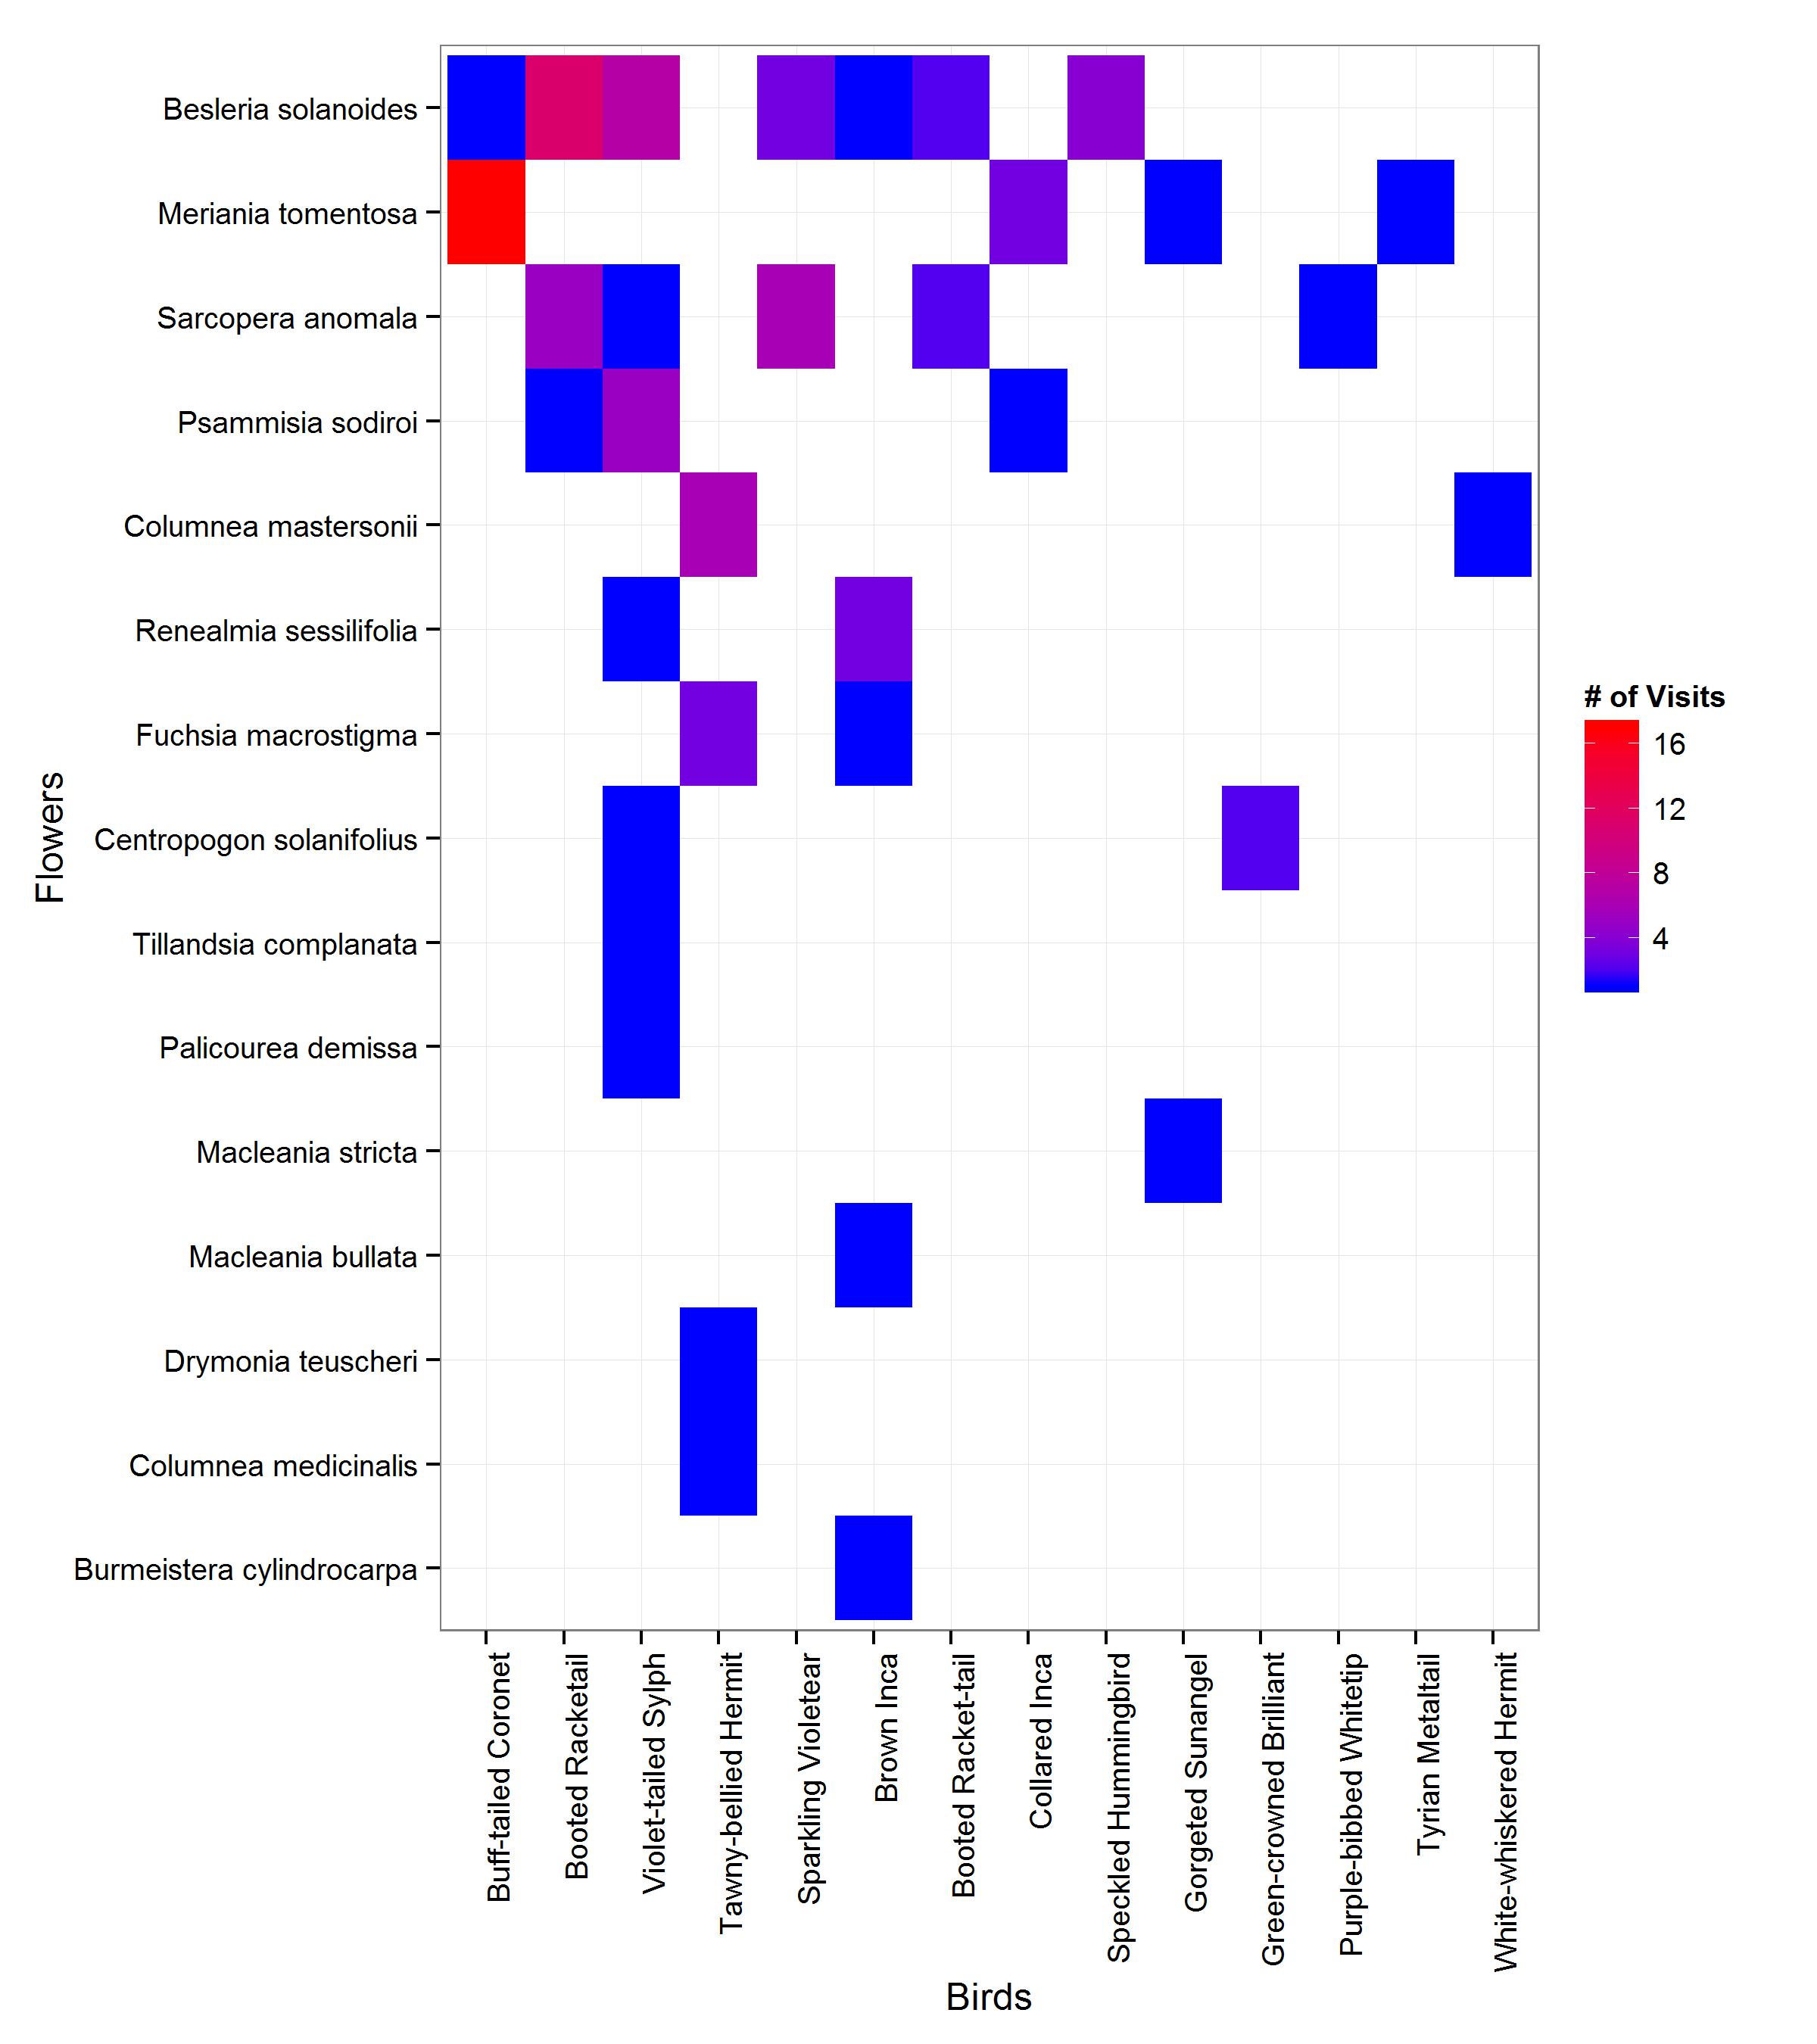 Besleria solanoides
Meriania tomentosa
Sarcopera anomala
Psammisia sodiroi
Columnea mastersonii
Renealmia sessilifolia
Fuchsia macrostigma
Centropogon solanifolius
Tillandsia complanata
Palicourea demissa
Macleania stricta
Macleania bullata
Drymonia teuscheri
Columnea medicinalis
Burmeistera cylindrocarpa
Flowers
# of Visits
16
12
8
4
Buff-tailed Coronet
Booted Racketail
Violet-tailed Sylph
Tawny-bellied Hermit
Sparkling Violetear
Brown Inca
Booted Racket-tail
Collared Inca
Speckled Hummingbird
Gorgeted Sunangel
Green-crowned Brilliant
Purple-bibbed Whitetip
Tyrian Metaltail
White-whiskered Hermit
Birds